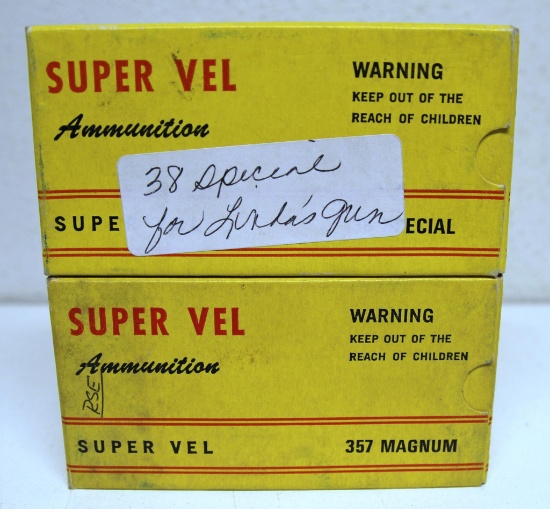 SUPER VEL
Ammunition
WARNING
KEEP OUT OF THE
REACH OF CHILDREN
38 special
for Linda's gun
SUPE ECIAL
SUPER VEL
Ammunition
RSE
WARNING
KEEP OUT OF THE
REACH OF CHILDREN
SUPER VEL 357 MAGNUM